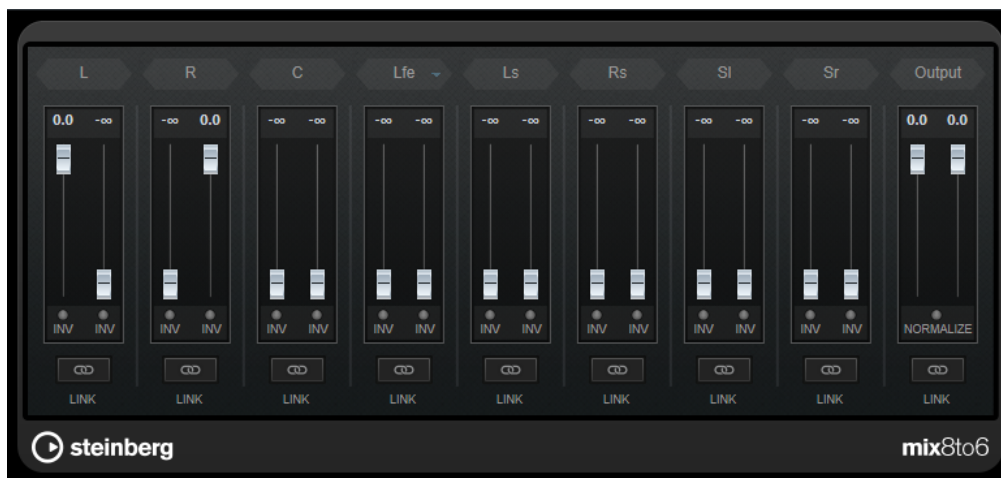 L R C Lfe Ls Rs Sl Sr Output
0.0 -∞ -∞ 0.0 -∞ -∞ -∞ -∞ -∞ -∞ -∞ -∞ -∞ -∞ -∞ -∞ 0.0 0.0
INV INV INV INV INV INV INV INV INV INV INV INV INV INV INV INV NORMALIZE
LINK LINK LINK LINK LINK LINK LINK LINK LINK
steinberg mix8to6